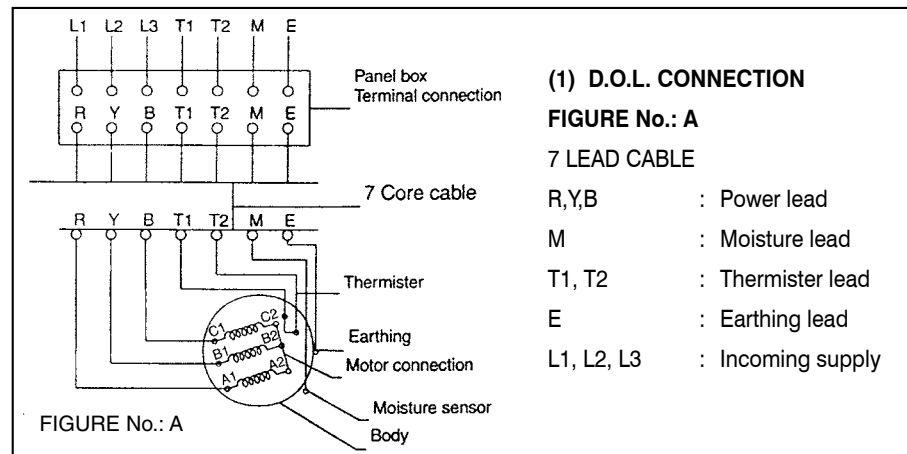 L1 L2 L3 T1 T2 M E
Panel box
Terminal connection
R Y B T1 T2 M E
7 Core cable
R Y B T1 T2 M E
Thermister
C1 C2
B1 B2
A1 A2
Earthing
Motor connection
Moisture sensor
Body
FIGURE No.: A
(1) D.O.L. CONNECTION
FIGURE No.: A
7 LEAD CABLE
R,Y,B : Power lead
M : Moisture lead
T1, T2 : Thermister lead
E : Earthing lead
L1, L2, L3 : Incoming supply